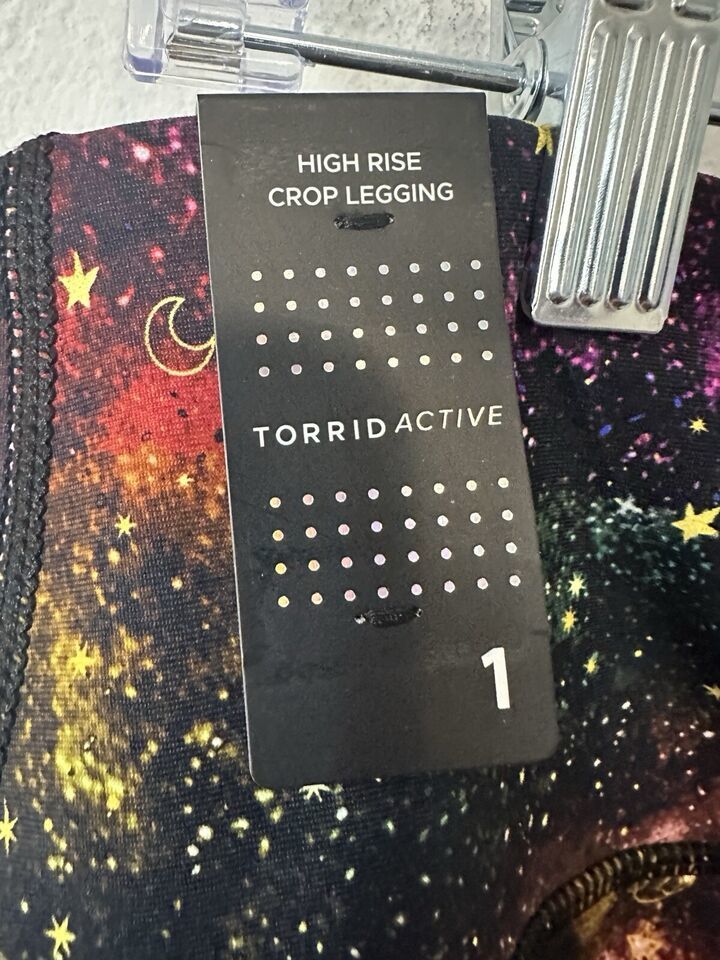 HIGH RISE
CROP LEGGING
TORRID ACTIVE
1